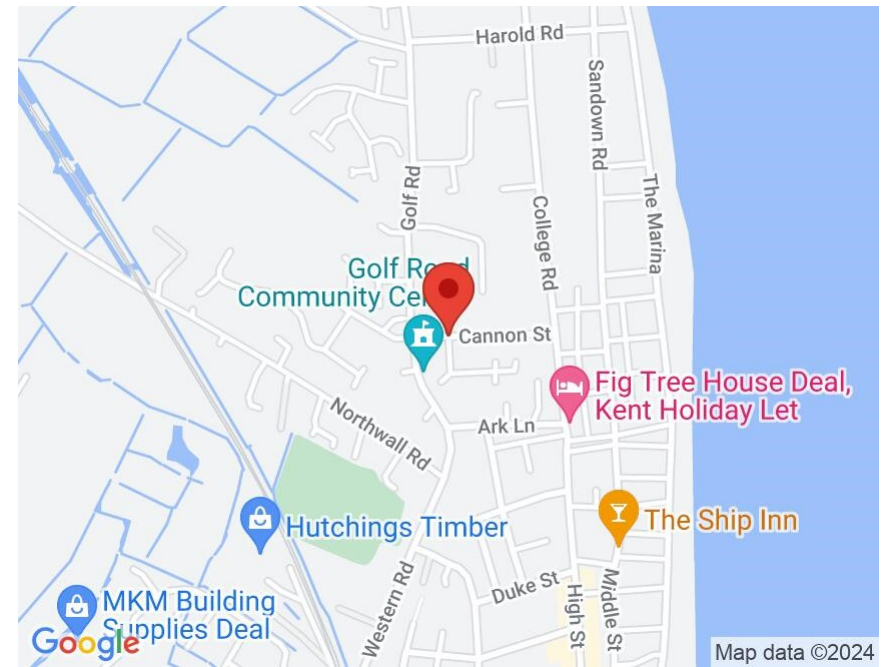 Harold Rd
Sandown Rd
The Marina
Golf Rd
College Rd
Golf Road
Community Ce
Cannon St
Fig Tree House Deal,
Kent Holiday Let
Ark Ln
Northwall Rd
Hutchings Timber
The Ship Inn
Duke St
MKM Building
Supplies Deal
Western Rd
High St
Middle St
Google
Map data ©2024